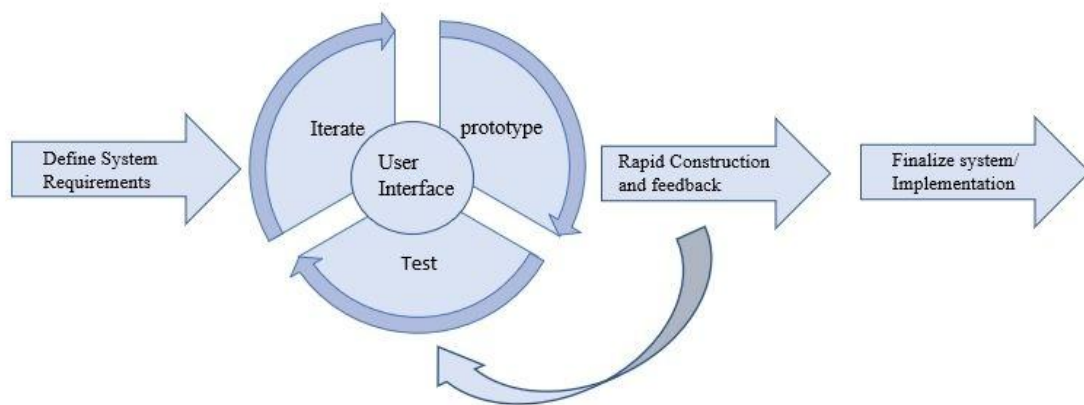 Define System
Requirements
Iterate
prototype
User
Interface
Test
Rapid Construction
and feedback
Finalize system/
Implementation